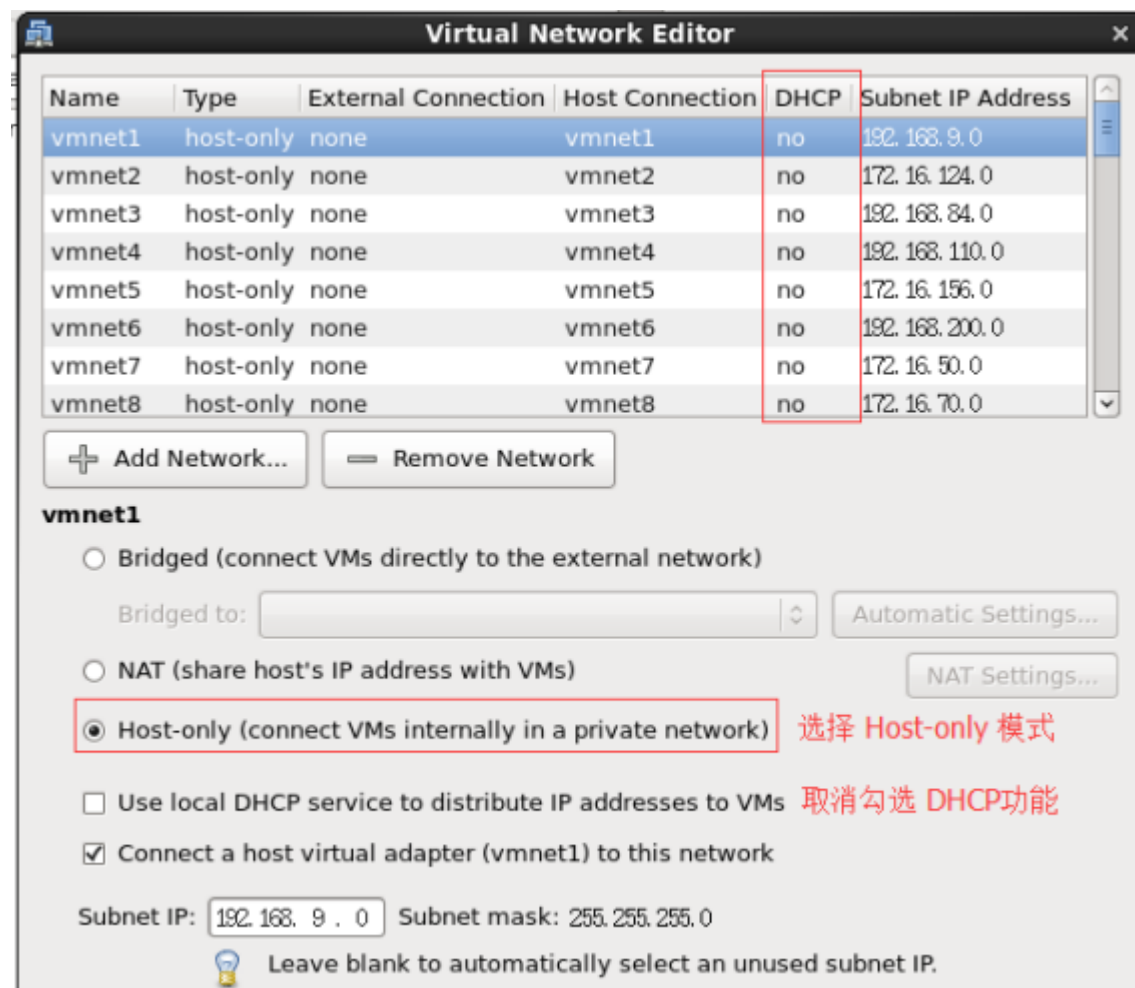 Virtual Network Editor
Name Type External Connection Host Connection DHCP Subnet IP Address
vmnet1 host-only none vmnet1 no 192.168.9.0
vmnet2 host-only none vmnet2 no 172.16.124.0
vmnet3 host-only none vmnet3 no 192.168.84.0
vmnet4 host-only none vmnet4 no 192.168.110.0
vmnet5 host-only none vmnet5 no 172.16.156.0
vmnet6 host-only none vmnet6 no 192.168.200.0
vmnet7 host-only none vmnet7 no 172.16.50.0
vmnet8 host-only none vmnet8 no 172.16.70.0
Add Network... Remove Network
vmnet1
Bridged (connect VMs directly to the external network)
Bridged to: Automatic Settings...
NAT (share host's IP address with VMs) NAT Settings...
Host-only (connect VMs internally in a private network) 选择 Host-only 模式
Use local DHCP service to distribute IP addresses to VMs 取消勾选 DHCP功能
Connect a host virtual adapter (vmnet1) to this network
Subnet IP: 192.168. 9 . 0 Subnet mask: 255.255.255.0
Leave blank to automatically select an unused subnet IP.